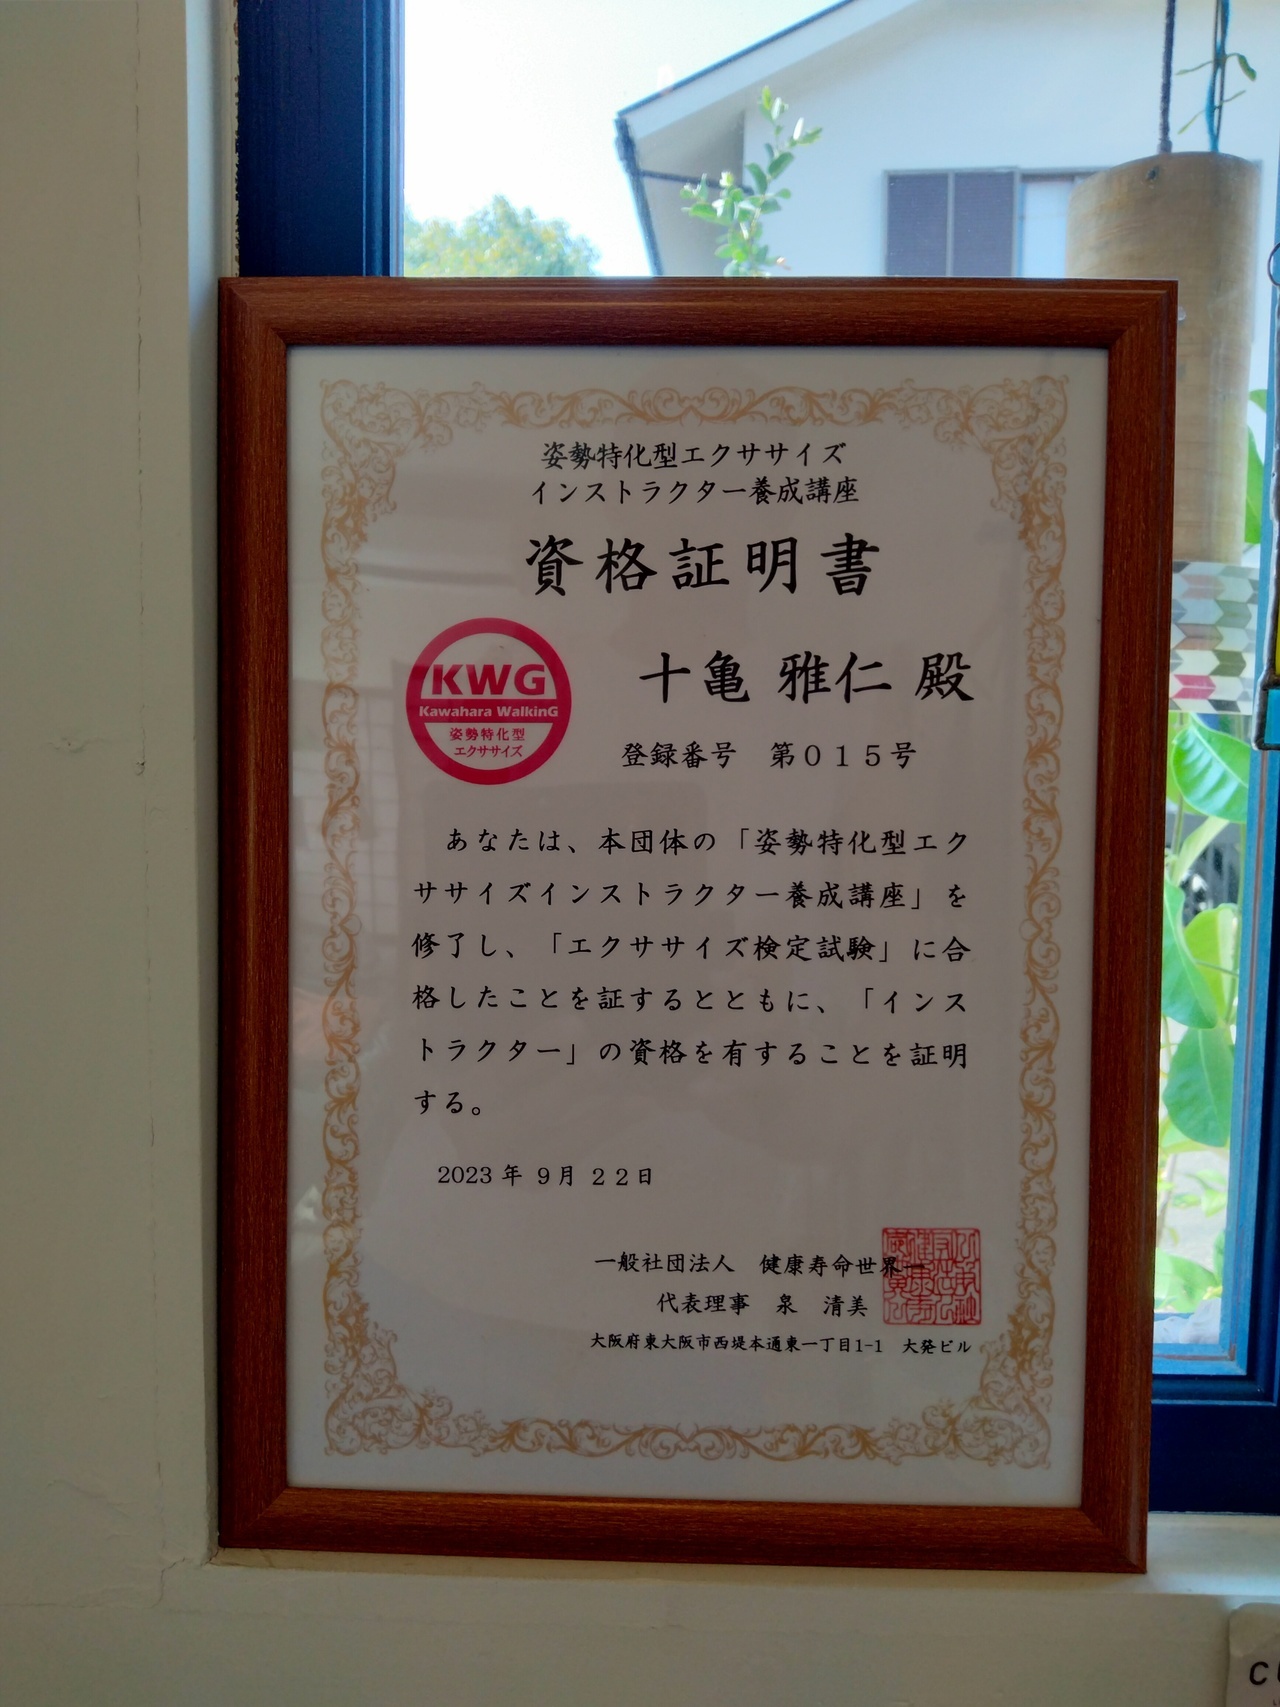 姿勢特化型エクササイズ
インストラクター養成講座
資格証明書
KWG
Kawahara WalkinG
姿勢特化型
エクササイズ
十亀 雅仁 殿
登録番号 第015号
あなたは、本団体の「姿勢特化型エク
ササイズインストラクター養成講座」を
修了し、「エクササイズ検定試験」に合
格したことを証するとともに、「インス
トラクター」の資格を有することを証明
する。
2023年 9月 22日
一般社団法人 健康寿命世界一
代表理事 泉 清美
大阪府東大阪市西堤本通東一丁目1-1 大発ビル